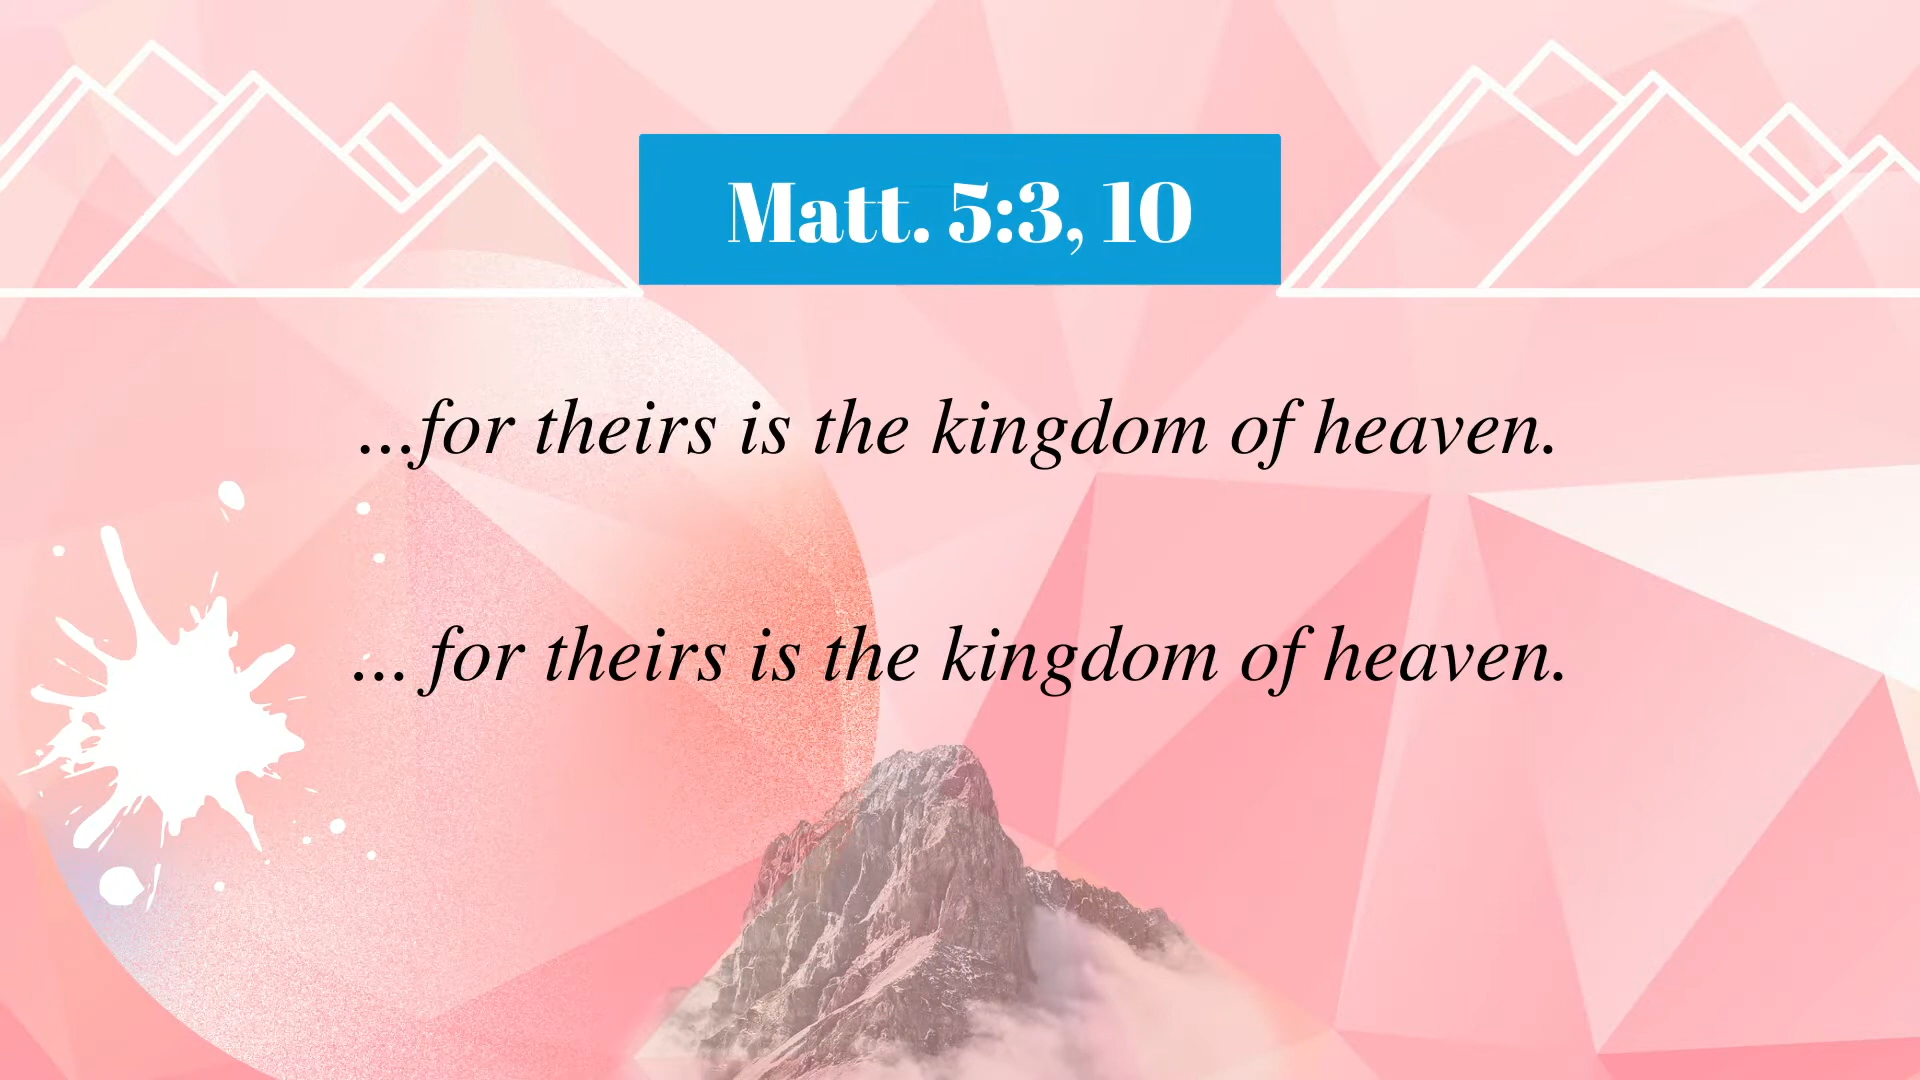 Matt. 5:3, 10
...for theirs is the kingdom of heaven.
... for theirs is the kingdom of heaven.